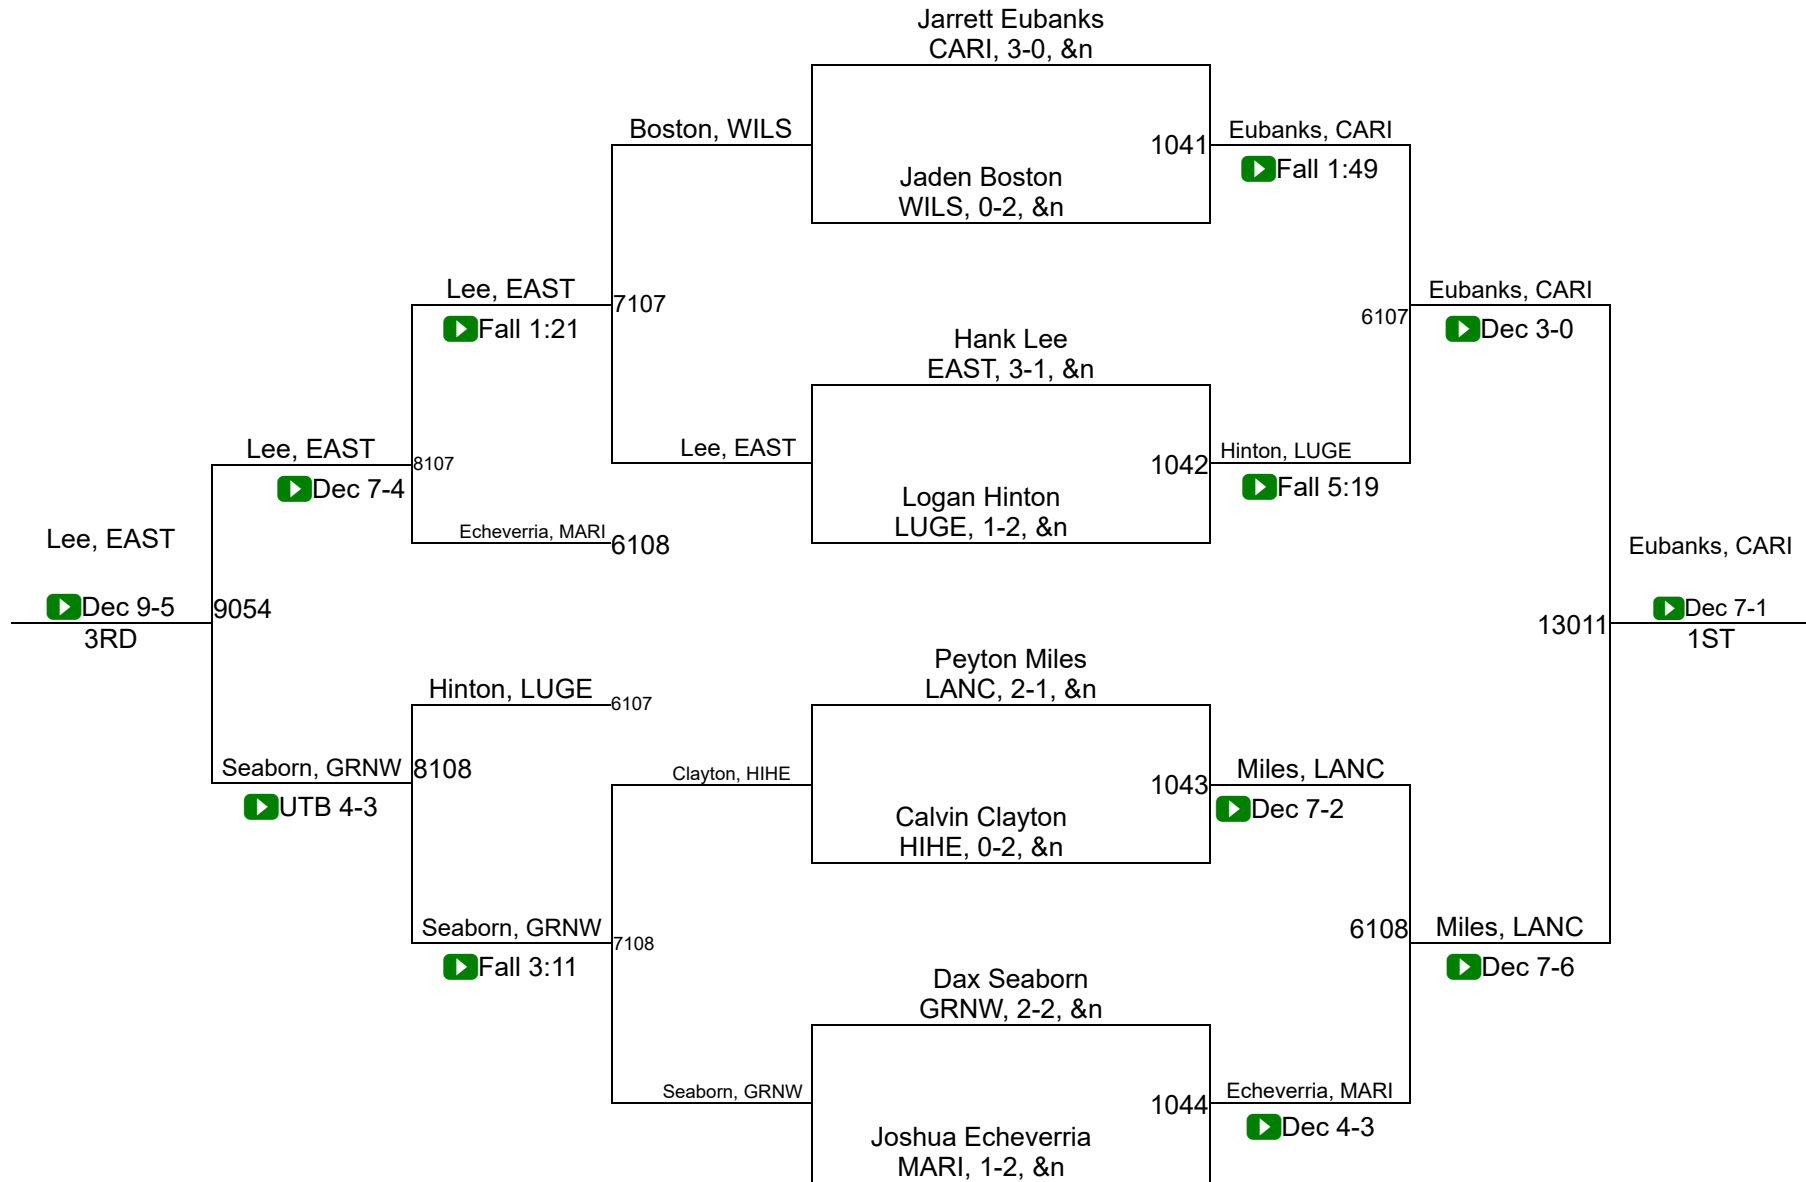 Jarrett Eubanks
CARI, 3-0, &n
Boston, WILS
1041
Eubanks, CARI
Fall 1:49
Jaden Boston
WILS, 0-2, &n
Lee, EAST
7107
Fall 1:21
Eubanks, CARI
6107
Dec 3-0
Hank Lee
EAST, 3-1, &n
Lee, EAST
8107
Dec 7-4
Lee, EAST
1042
Hinton, LUGE
Fall 5:19
Logan Hinton
LUGE, 1-2, &n
Echeverria, MARI
6108
Lee, EAST
Dec 9-5
3RD
9054
Eubanks, CARI
13011
Dec 7-1
1ST
Peyton Miles
LANC, 2-1, &n
Hinton, LUGE
6107
Seaborn, GRNW
8108
UTB 4-3
Clayton, HIHE
1043
Miles, LANC
Dec 7-2
Calvin Clayton
HIHE, 0-2, &n
Seaborn, GRNW
7108
Fall 3:11
6108
Miles, LANC
Dec 7-6
Dax Seaborn
GRNW, 2-2, &n
Seaborn, GRNW
1044
Echeverria, MARI
Dec 4-3
Joshua Echeverria
MARI, 1-2, &n